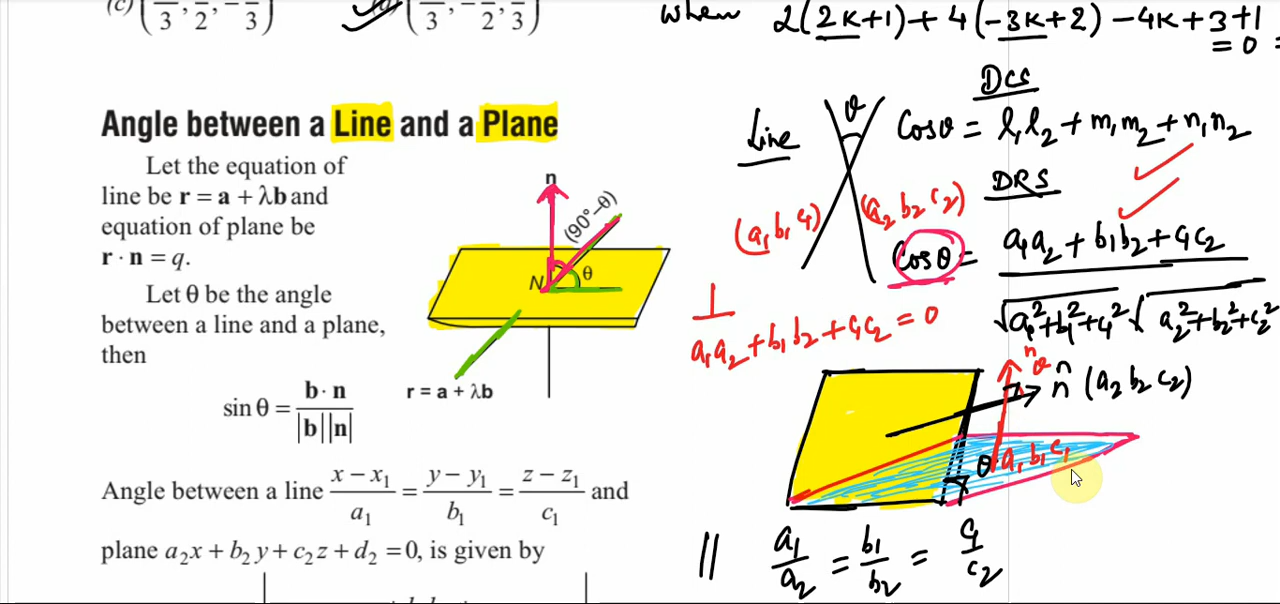 (c) (‾3, ‾2, -‾3) (‾3, -‾2, ‾3)
when 2(2K+1) + 4(-3K+2) - 4K + 3 + 1
= 0 =
Angle between a Line and a Plane
Let the equation of
line be r = a + λb and
equation of plane be
r · n = q.
Let θ be the angle
between a line and a plane,
then
sin θ = b · n / |b||n|
n
(90°–θ)
N
θ
r = a + λb
Angle between a line x – x₁ / a₁ = y – y₁ / b₁ = z – z₁ / c₁ and
plane a₂x + b₂y + c₂z + d₂ = 0, is given by
DCS
Line
θ
Cosθ = l₁l₂ + m₁m₂ + n₁n₂
DRS
(a₁ b₁ c₁)
(a₂ b₂ c₂)
Cosθ = a₁a₂ + b₁b₂ + c₁c₂ / √a₁²+b₁²+c₁² √a₂²+b₂²+c₂²
⊥
a₁a₂ + b₁b₂ + c₁c₂ = 0
n
θ
n
n (a₂ b₂ c₂)
θ
a₁ b₁ c₁
|| a₁/a₂ = b₁/b₂ = c₁/c₂